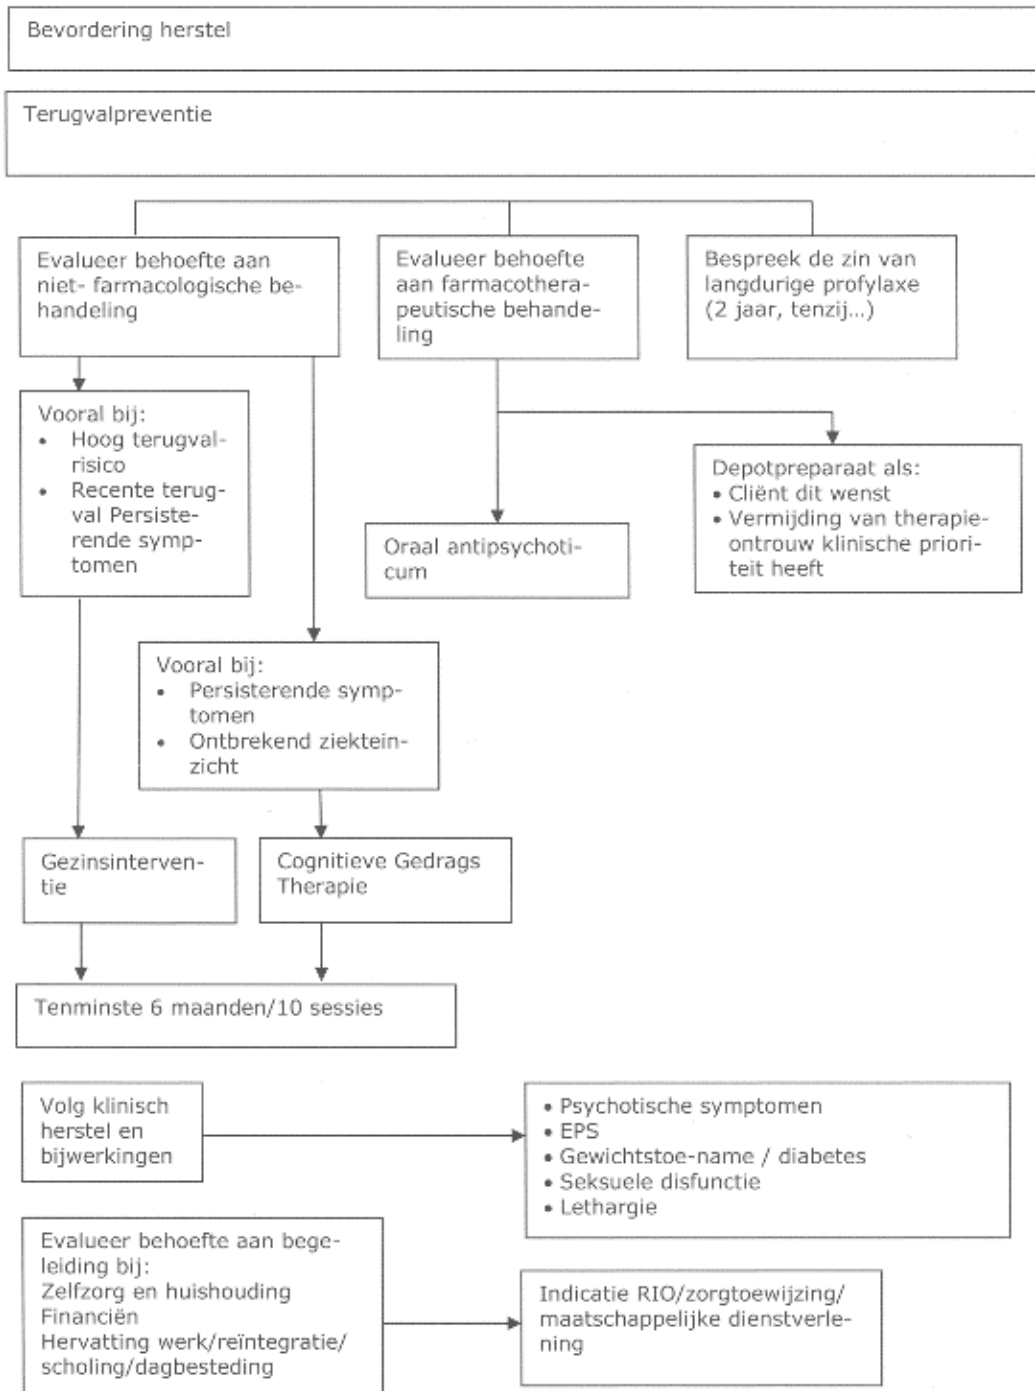 Bevordering herstel
Terugvalpreventie
Evalueer behoefte aan
niet- farmacologische be-
handeling
Evalueer behoefte
aan farmacothera-
peutische behande-
ling
Bespreek de zin van
langdurige profylaxe
(2 jaar, tenzij...)
Vooral bij:
• Hoog terugval-
risico
• Recente terug-
val Persiste-
rende symp-
tomen
Depotpreparaat als:
• Cliënt dit wenst
• Vermijding van therapie-
ontrouw klinische priori-
teit heeft
Oraal antipsychoti-
cum
Vooral bij:
• Persisterende symp-
tomen
• Ontbrekend ziektein-
zicht
Gezinsinterven-
tie
Cognitieve Gedrags
Therapie
Tenminste 6 maanden/10 sessies
Volg klinisch
herstel en
bijwerkingen
• Psychotische symptomen
• EPS
• Gewichtstoe-name / diabetes
• Seksuele disfunctie
• Lethargie
Evalueer behoefte aan bege-
leiding bij:
Zelfzorg en huishouding
Financiën
Hervatting werk/reïntegratie/
scholing/dagbesteding
Indicatie RIO/zorgtoewijzing/
maatschappelijke dienstverle-
ning